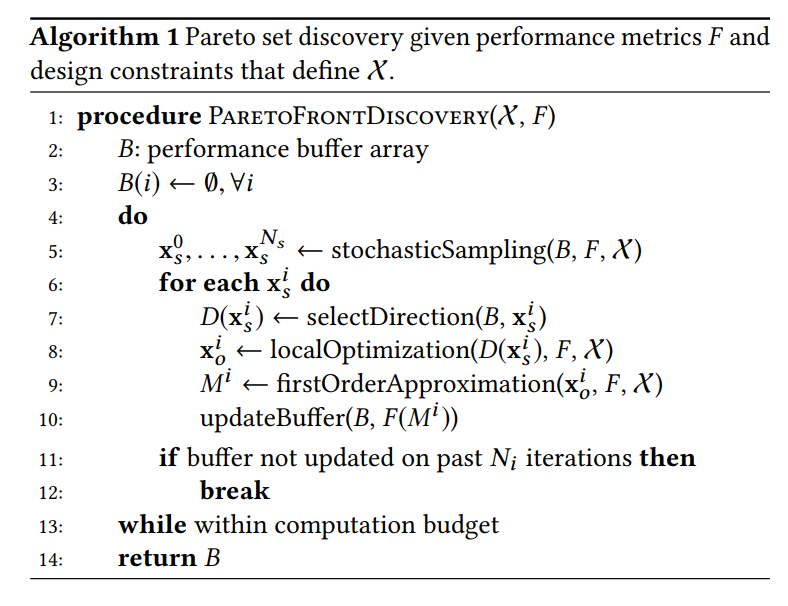 Algorithm 1 Pareto set discovery given performance metrics F and
design constraints that define 𝒳.
1: procedure ParetoFrontDiscovery(𝒳, F)
2: B: performance buffer array
3: B(i) ← ∅, ∀i
4: do
5: x_s^0, . . . , x_s^{N_s} ← stochasticSampling(B, F, 𝒳)
6: for each x_s^i do
7: D(x_s^i) ← selectDirection(B, x_s^i)
8: x_o^i ← localOptimization(D(x_s^i), F, 𝒳)
9: M^i ← firstOrderApproximation(x_o^i, F, 𝒳)
10: updateBuffer(B, F(M^i))
11: if buffer not updated on past N_i iterations then
12: break
13: while within computation budget
14: return B